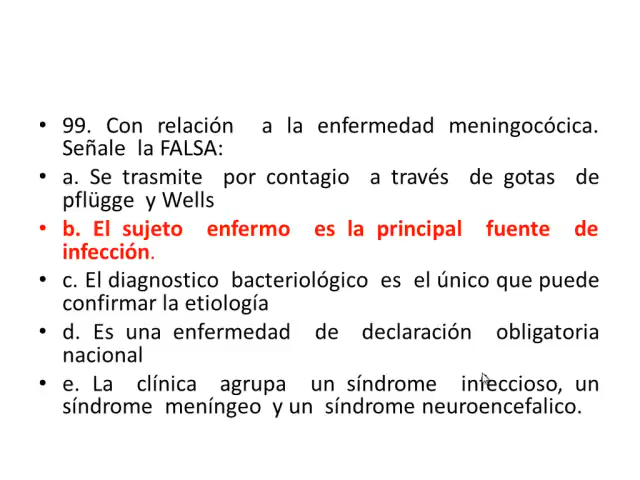 • 99. Con relación a la enfermedad meningocócica.
Señale la FALSA:
• a. Se trasmite por contagio a través de gotas de
pflügge y Wells
• b. El sujeto enfermo es la principal fuente de
infección.
• c. El diagnostico bacteriológico es el único que puede
confirmar la etiología
• d. Es una enfermedad de declaración obligatoria
nacional
• e. La clínica agrupa un síndrome infeccioso, un
síndrome meníngeo y un síndrome neuroencefalico.